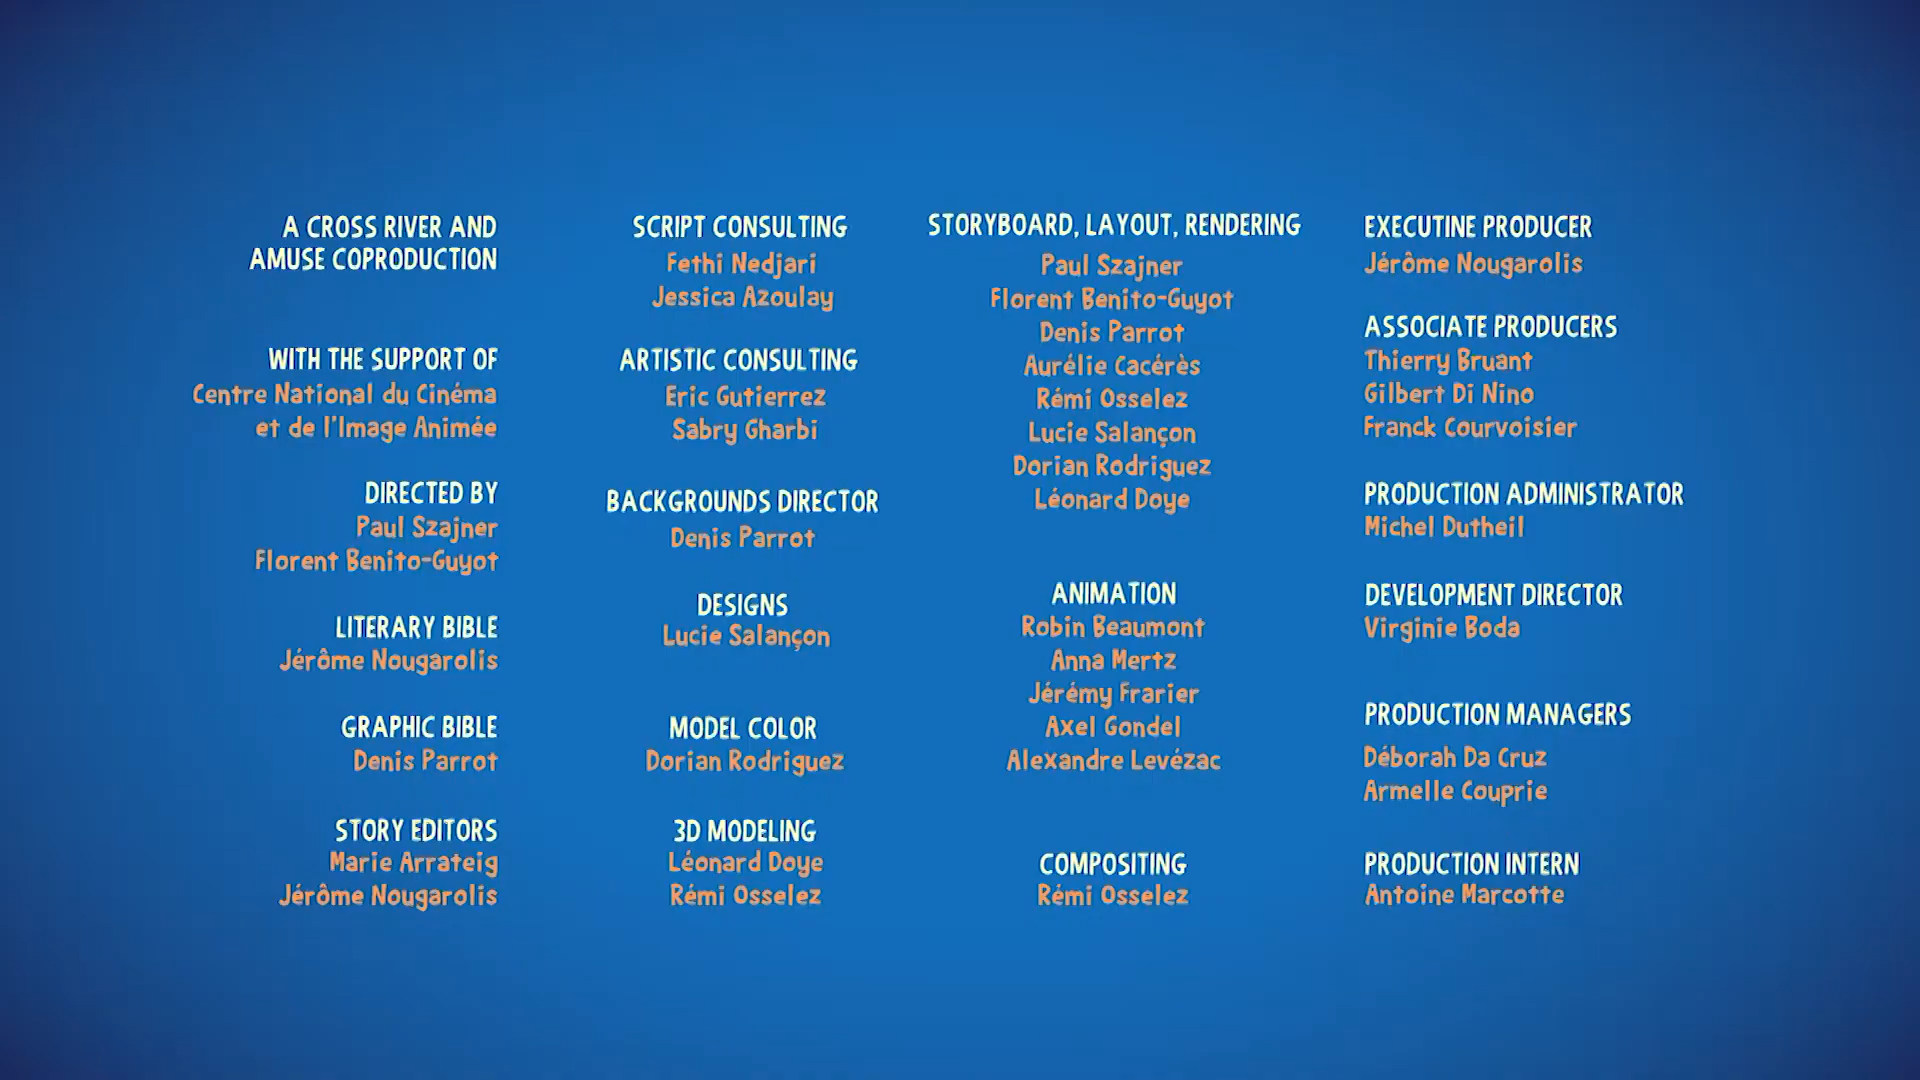 A CROSS RIVER AND
AMUSE COPRODUCTION
WITH THE SUPPORT OF
Centre National du Cinéma
et de l'Image Animée
DIRECTED BY
Paul Szajner
Florent Benito-Guyot
LITERARY BIBLE
Jérôme Nougarolis
GRAPHIC BIBLE
Denis Parrot
STORY EDITORS
Marie Arrateig
Jérôme Nougarolis
SCRIPT CONSULTING
Fethi Nedjari
Jessica Azoulay
ARTISTIC CONSULTING
Eric Gutierrez
Sabry Gharbi
BACKGROUNDS DIRECTOR
Denis Parrot
DESIGNS
Lucie Salançon
MODEL COLOR
Dorian Rodriguez
3D MODELING
Léonard Doye
Rémi Osselez
STORYBOARD, LAYOUT, RENDERING
Paul Szajner
Florent Benito-Guyot
Denis Parrot
Aurélie Cacérès
Rémi Osselez
Lucie Salançon
Dorian Rodriguez
Léonard Doye
ANIMATION
Robin Beaumont
Anna Mertz
Jérémy Frarier
Axel Gondel
Alexandre Levézac
COMPOSITING
Rémi Osselez
EXECUTINE PRODUCER
Jérôme Nougarolis
ASSOCIATE PRODUCERS
Thierry Bruant
Gilbert Di Nino
Franck Courvoisier
PRODUCTION ADMINISTRATOR
Michel Dutheil
DEVELOPMENT DIRECTOR
Virginie Boda
PRODUCTION MANAGERS
Déborah Da Cruz
Armelle Couprie
PRODUCTION INTERN
Antoine Marcotte